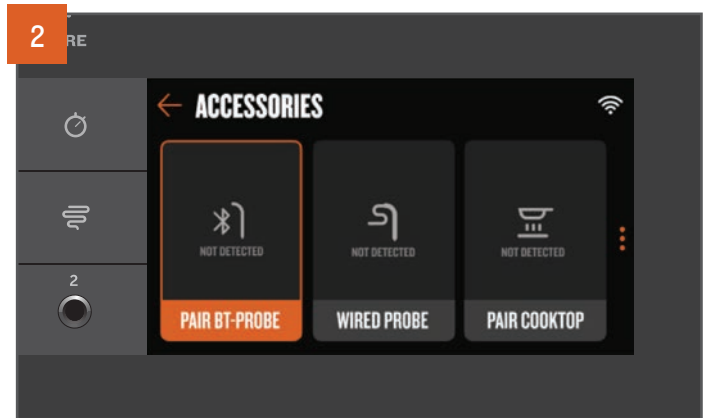 2
RE
ACCESSORIES
2
NOT DETECTED
NOT DETECTED
NOT DETECTED
PAIR BT-PROBE
WIRED PROBE
PAIR COOKTOP